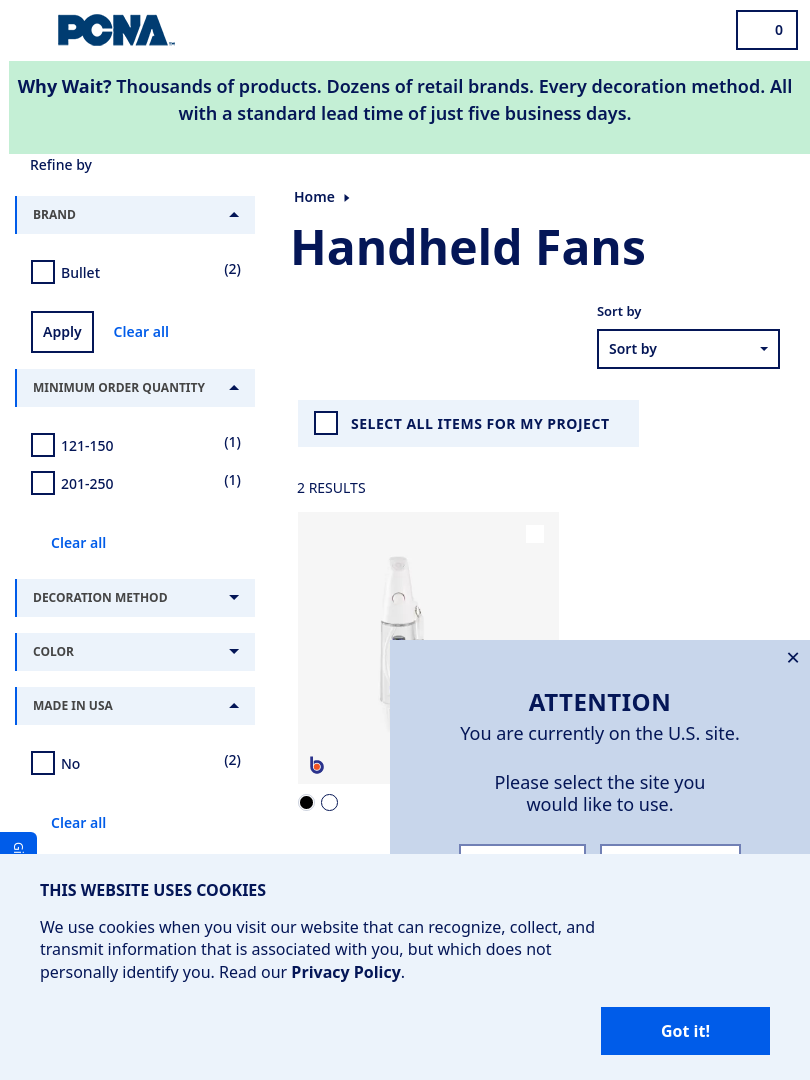 PCNA
0
Why Wait? Thousands of products. Dozens of retail brands. Every decoration method. All
with a standard lead time of just five business days.
Refine by
BRAND
Bullet
(2)
Apply
Clear all
MINIMUM ORDER QUANTITY
121-150
(1)
201-250
(1)
Clear all
DECORATION METHOD
COLOR
MADE IN USA
No
(2)
Clear all
Home
Handheld Fans
Sort by
Sort by
SELECT ALL ITEMS FOR MY PROJECT
2 RESULTS
b
×
ATTENTION
You are currently on the U.S. site.
Please select the site you
would like to use.
THIS WEBSITE USES COOKIES
We use cookies when you visit our website that can recognize, collect, and
transmit information that is associated with you, but which does not
personally identify you. Read our Privacy Policy.
Got it!